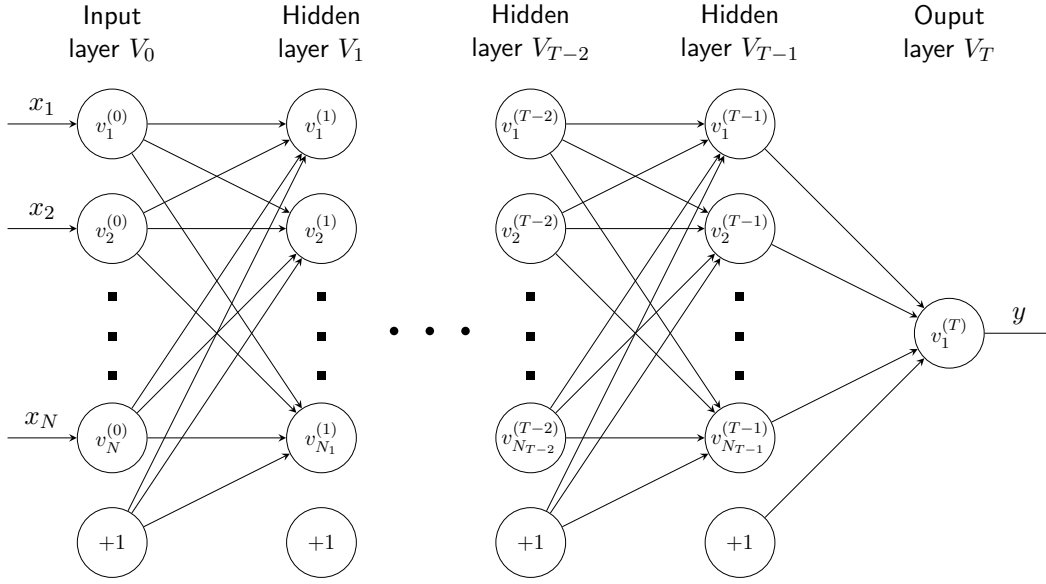 Input
layer V_0
Hidden
layer V_1
Hidden
layer V_{T-2}
Hidden
layer V_{T-1}
Ouput
layer V_T
x_1
v_1^{(0)}
v_1^{(1)}
v_1^{(T-2)}
v_1^{(T-1)}
x_2
v_2^{(0)}
v_2^{(1)}
v_2^{(T-2)}
v_2^{(T-1)}
v_1^{(T)}
y
x_N
v_N^{(0)}
v_{N_1}^{(1)}
v_{N_{T-2}}^{(T-2)}
v_{N_{T-1}}^{(T-1)}
+1
+1
+1
+1